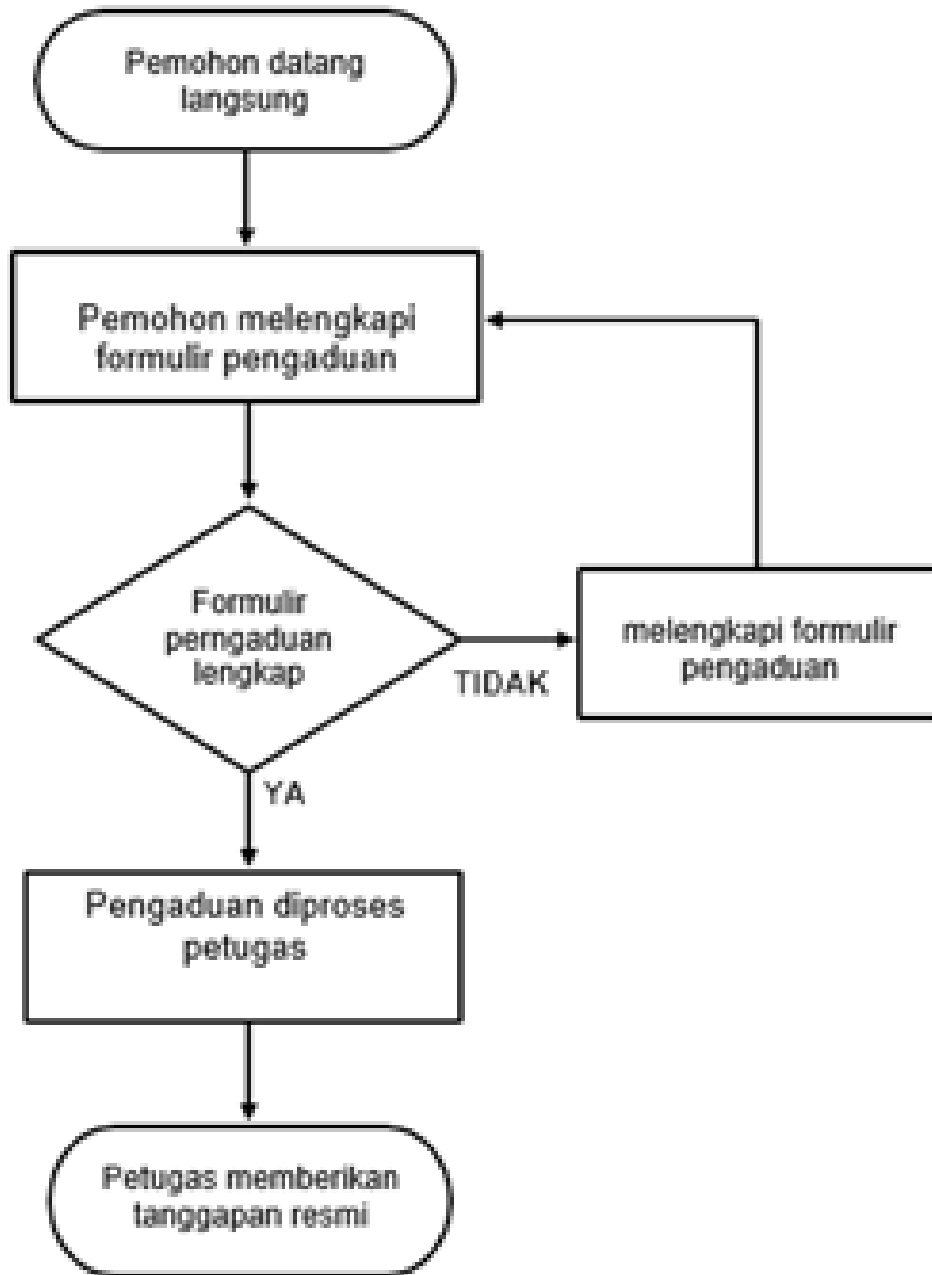 Pemohon datang
langsung
Pemohon melengkapi
formulir pengaduan
Formulir
perngaduan
lengkap
TIDAK
melengkapi formulir
pengaduan
YA
Pengaduan diproses
petugas
Petugas memberikan
tanggapan resmi